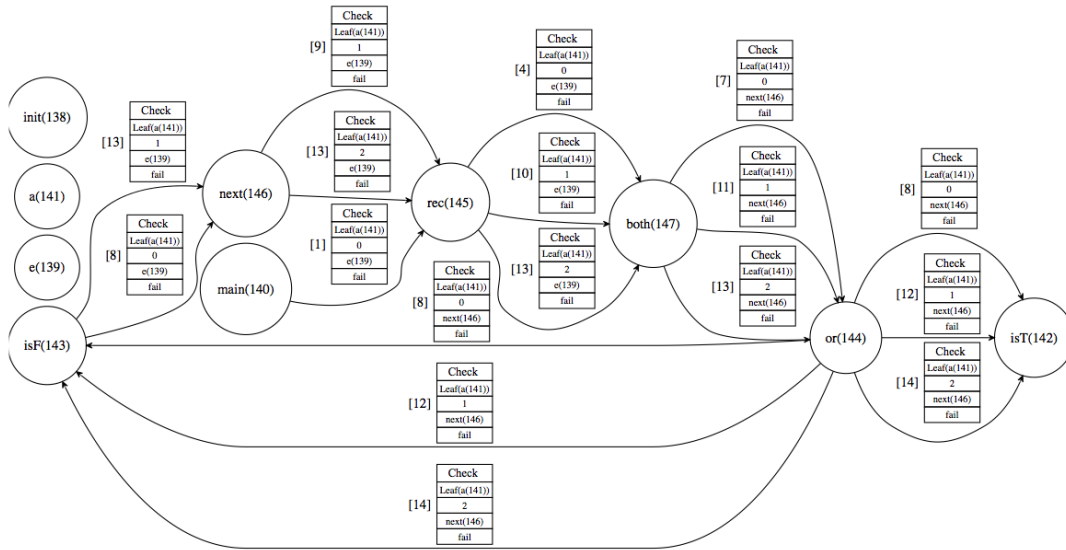 init(138)
a(141)
e(139)
isF(143)
next(146)
main(140)
rec(145)
both(147)
or(144)
isT(142)
[13]
Check
Leaf(a(141))
1
e(139)
fail
[8]
Check
Leaf(a(141))
0
e(139)
fail
[9]
Check
Leaf(a(141))
1
e(139)
fail
[13]
Check
Leaf(a(141))
2
e(139)
fail
[1]
Check
Leaf(a(141))
0
e(139)
fail
[4]
Check
Leaf(a(141))
0
e(139)
fail
[10]
Check
Leaf(a(141))
1
e(139)
fail
[13]
Check
Leaf(a(141))
2
e(139)
fail
[8]
Check
Leaf(a(141))
0
next(146)
fail
[7]
Check
Leaf(a(141))
0
next(146)
fail
[11]
Check
Leaf(a(141))
1
next(146)
fail
[13]
Check
Leaf(a(141))
2
next(146)
fail
[8]
Check
Leaf(a(141))
0
next(146)
fail
[12]
Check
Leaf(a(141))
1
next(146)
fail
[14]
Check
Leaf(a(141))
2
next(146)
fail
[12]
Check
Leaf(a(141))
1
next(146)
fail
[14]
Check
Leaf(a(141))
2
next(146)
fail